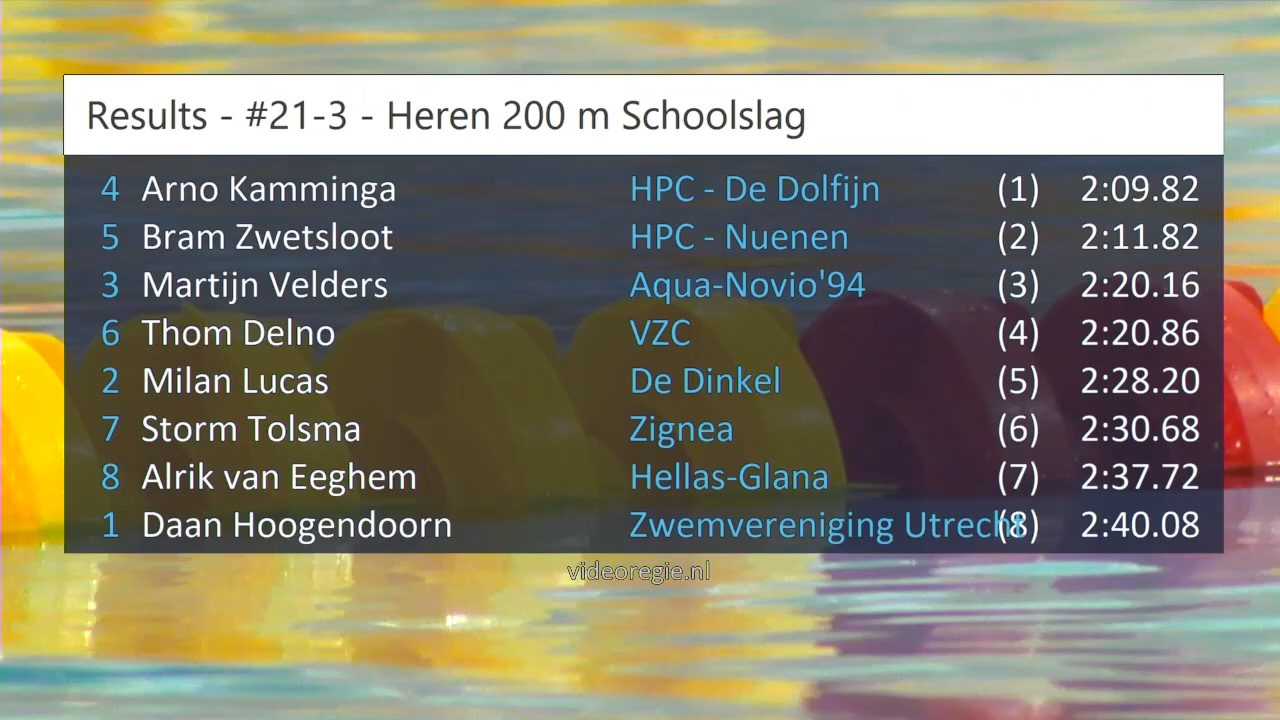 Results - #21-3 - Heren 200 m Schoolslag
4 Arno Kamminga HPC - De Dolfijn (1) 2:09.82
5 Bram Zwetsloot HPC - Nuenen (2) 2:11.82
3 Martijn Velders Aqua-Novio'94 (3) 2:20.16
6 Thom Delno VZC (4) 2:20.86
2 Milan Lucas De Dinkel (5) 2:28.20
7 Storm Tolsma Zignea (6) 2:30.68
8 Alrik van Eeghem Hellas-Glana (7) 2:37.72
1 Daan Hoogendoorn Zwemvereniging Utrecht (8) 2:40.08
videoregie.nl